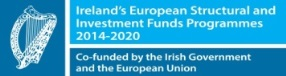 Ireland's European Structural and
Investment Funds Programmes
2014-2020
Co-funded by the Irish Government
and the European Union